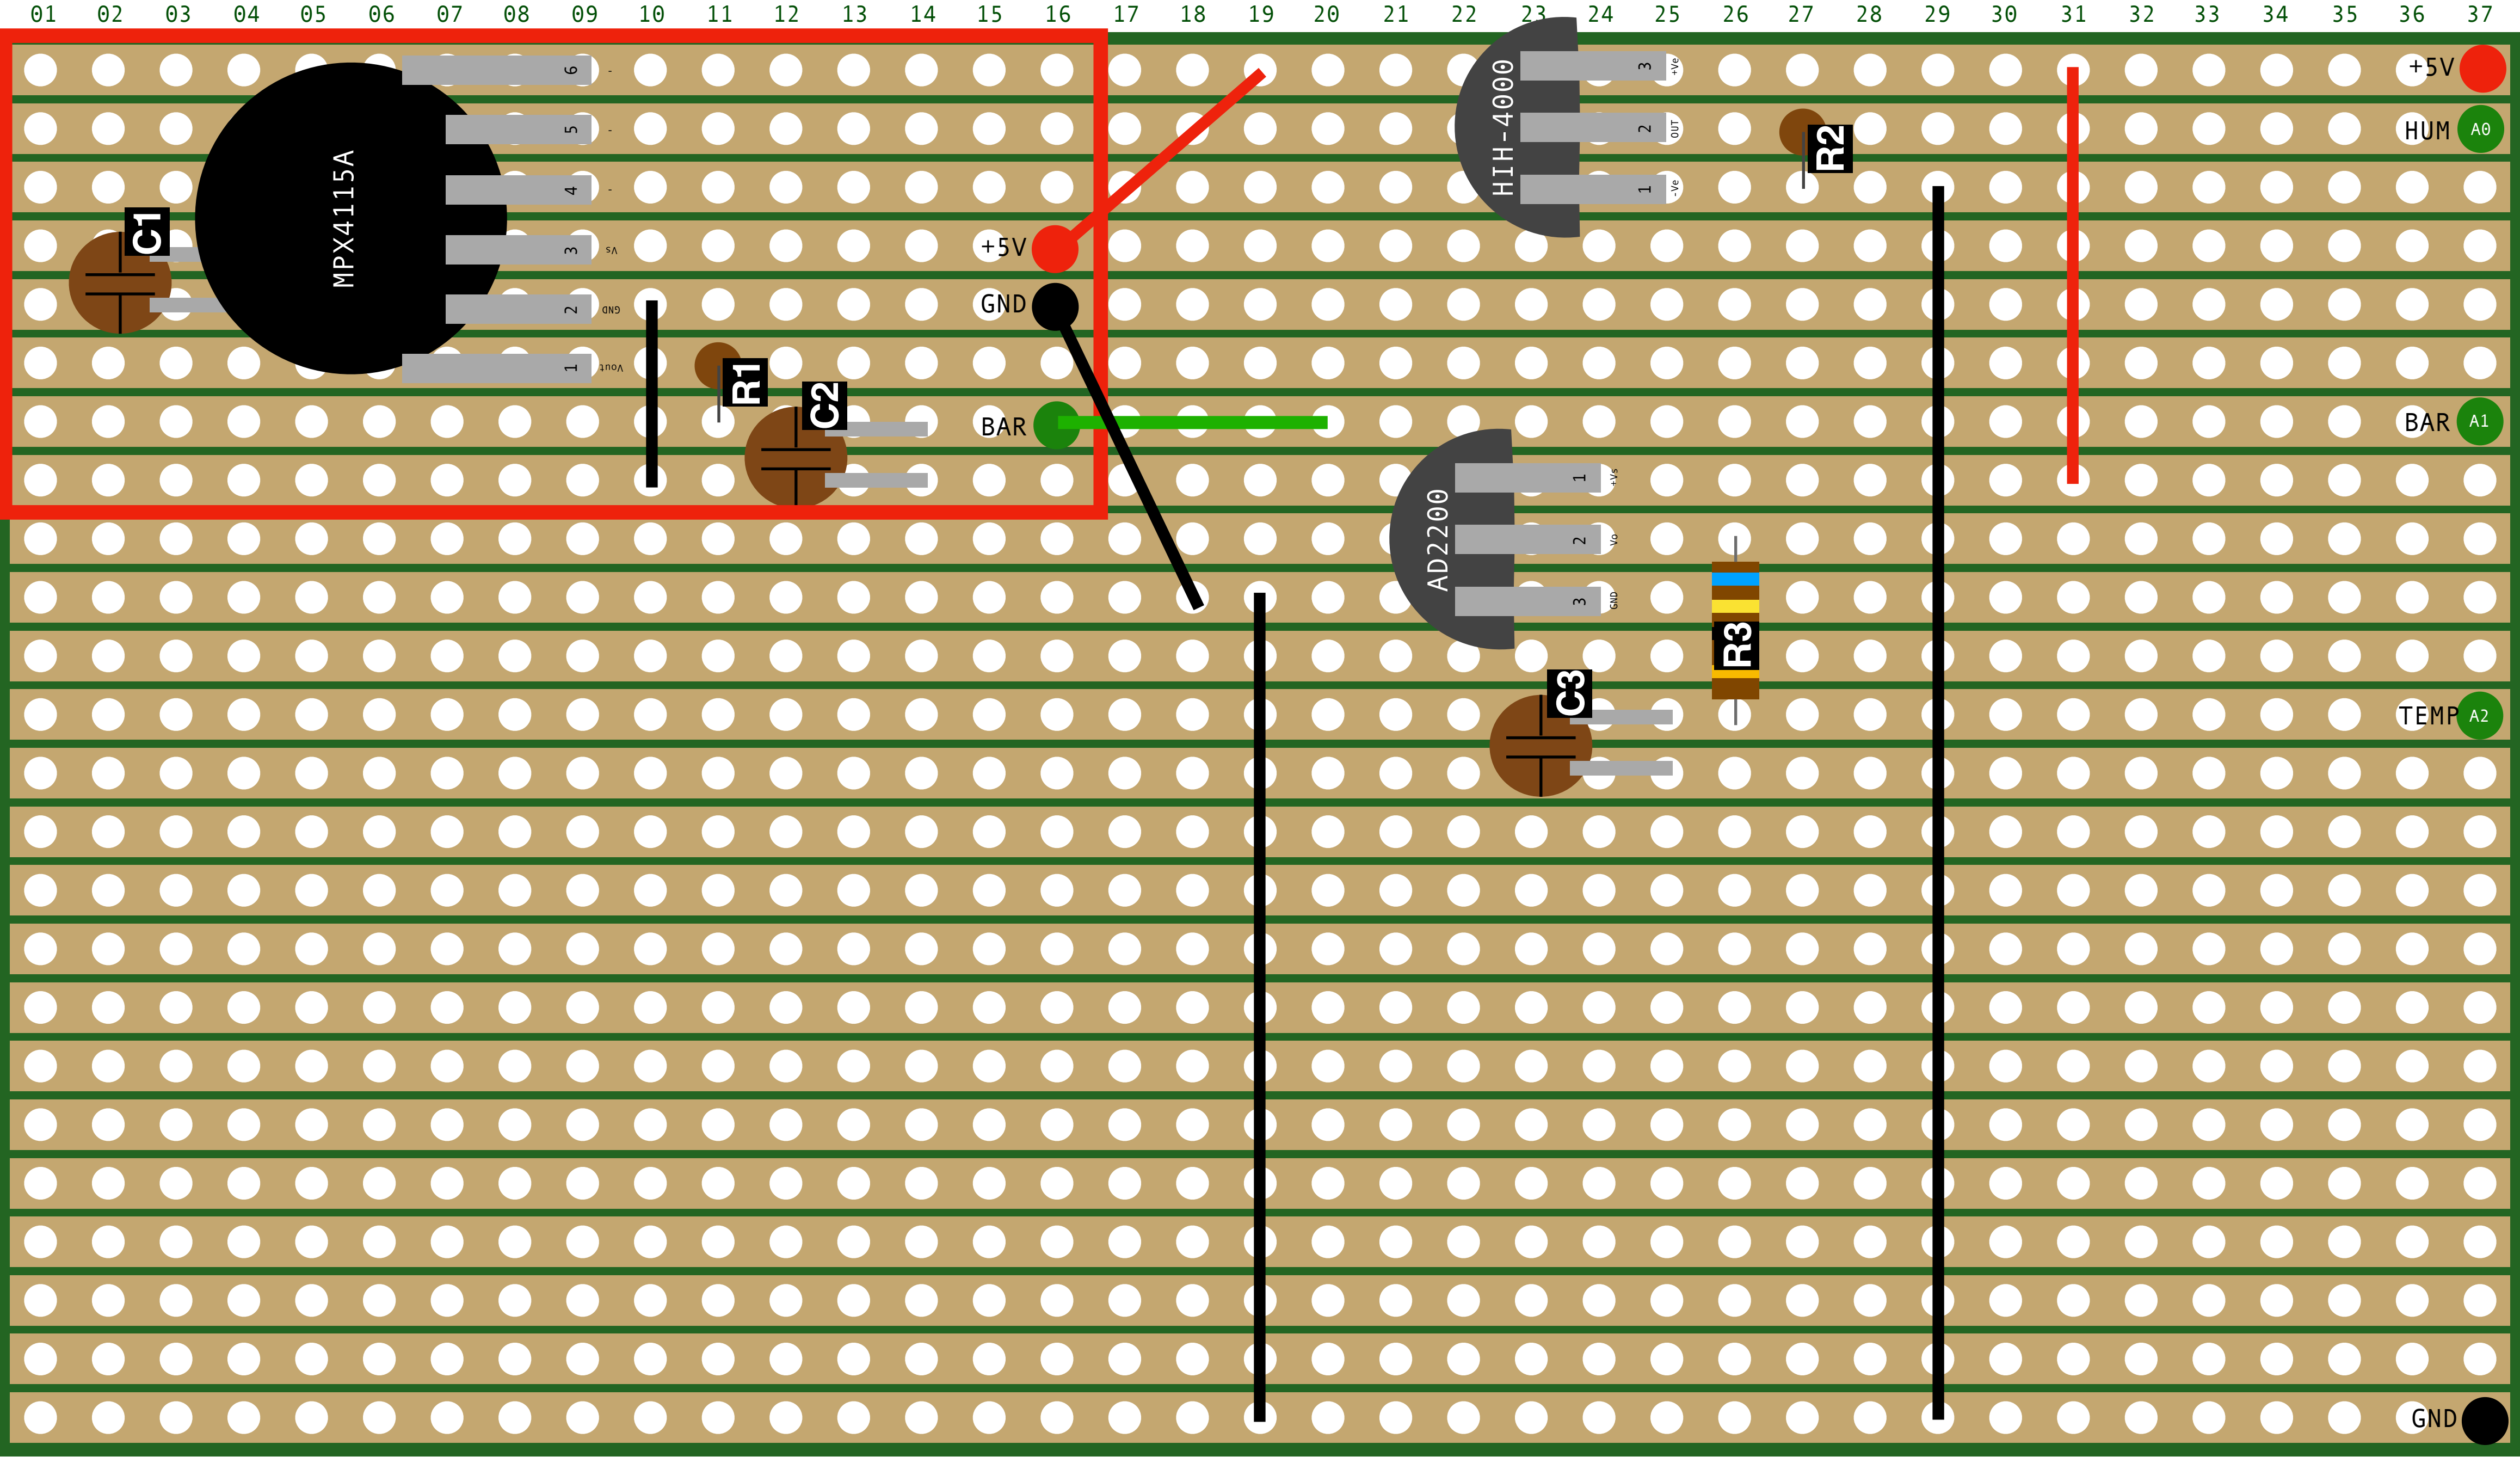 01 02 03 04 05 06 07 08 09 10 11 12 13 14 15 16 17 18 19 20 21 22 23 24 25 26 27 28 29 30 31 32 33 34 35 36 37
MPX4115A
6 -
5 -
4 -
3 Vs
2 GND
1 Vout
C1
R1
C2
+5V
GND
BAR
HIH-4000
3 +Ve
2 OUT
1 -Ve
R2
AD2200
1 +Vs
2 Vo
3 GND
R3
C3
+5V
HUM A0
BAR A1
TEMP A2
GND